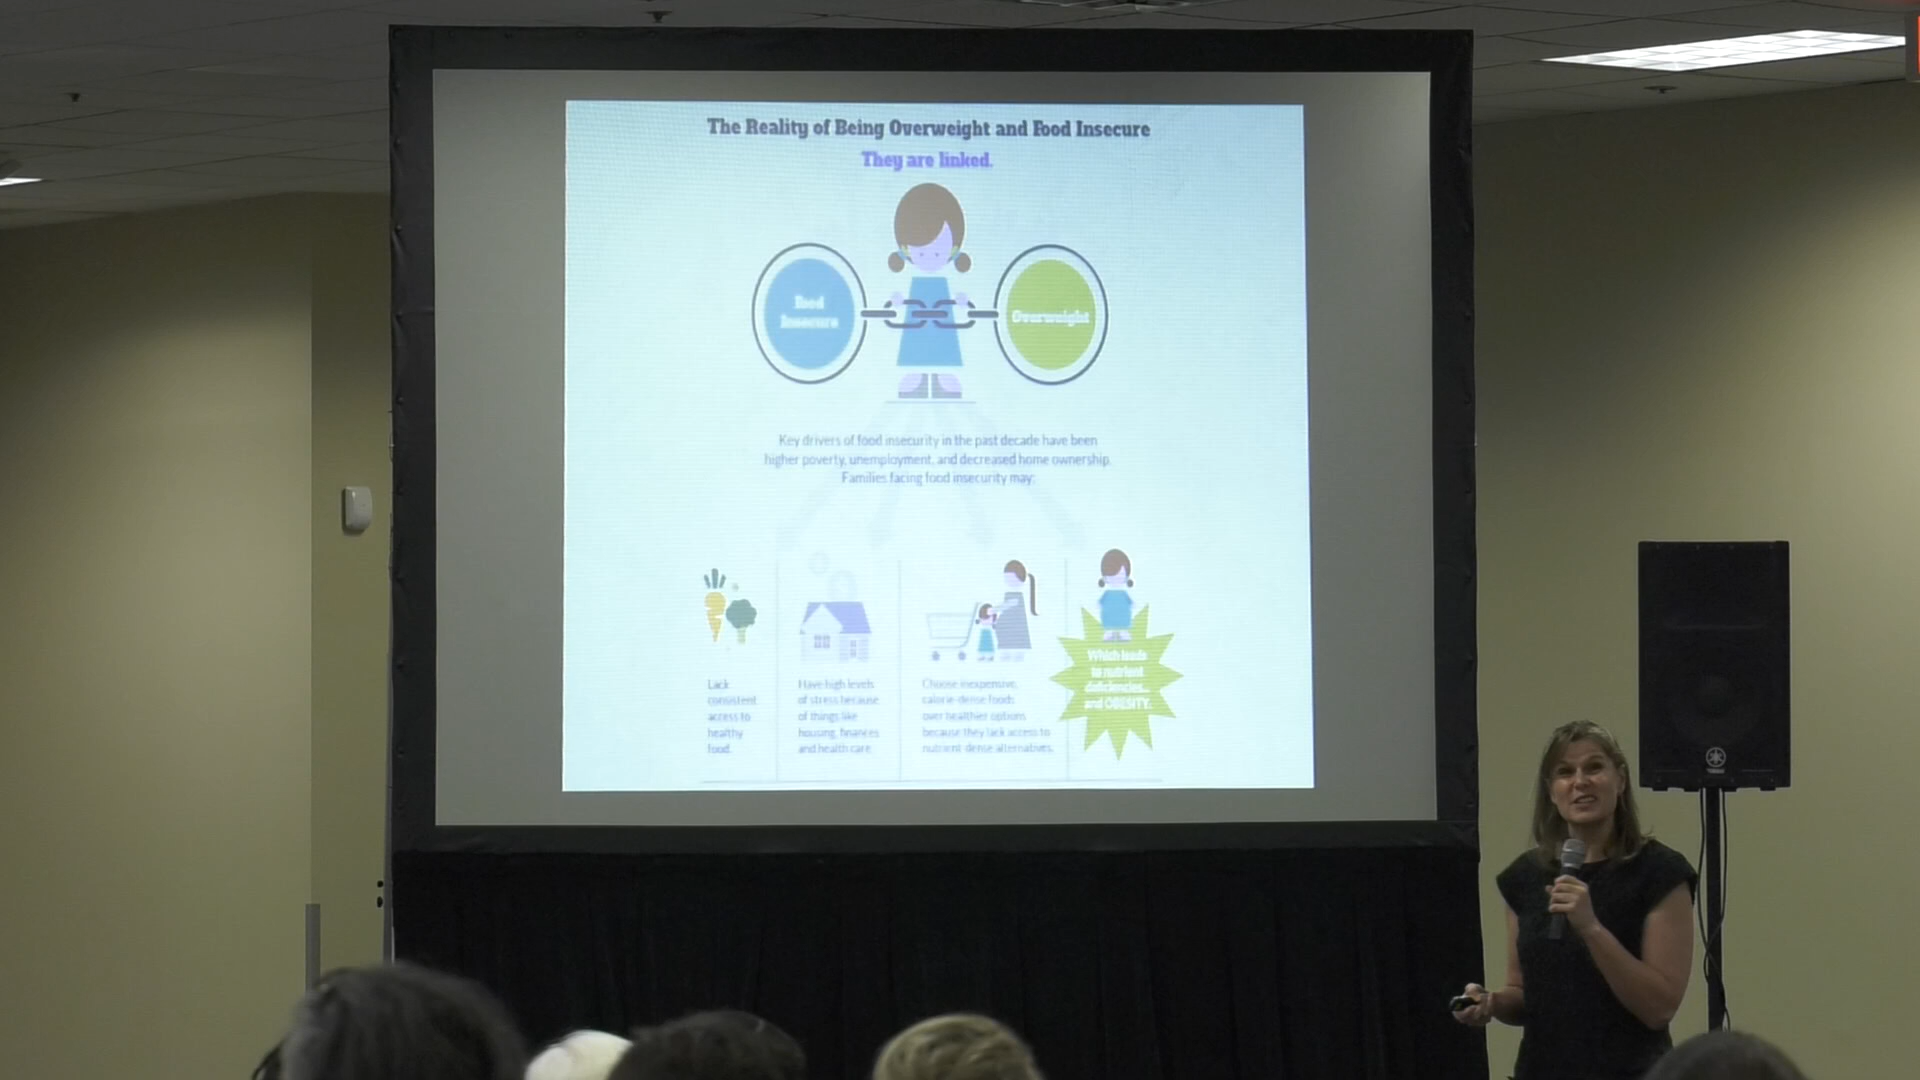 The Reality of Being Overweight and Food Insecure
They are linked.
Food
Insecure
Overweight
Key drivers of food insecurity in the past decade have been
higher poverty, unemployment, and decreased home ownership.
Families facing food insecurity may:
Lack
consistent
access to
healthy
food.
Have high levels
of stress because
of things like
housing, finances
and health care.
Choose inexpensive,
calorie-dense foods
over healthier options
because they lack access to
nutrient-dense alternatives.
Which leads
to nutrient
deficiencies...
and OBESITY.